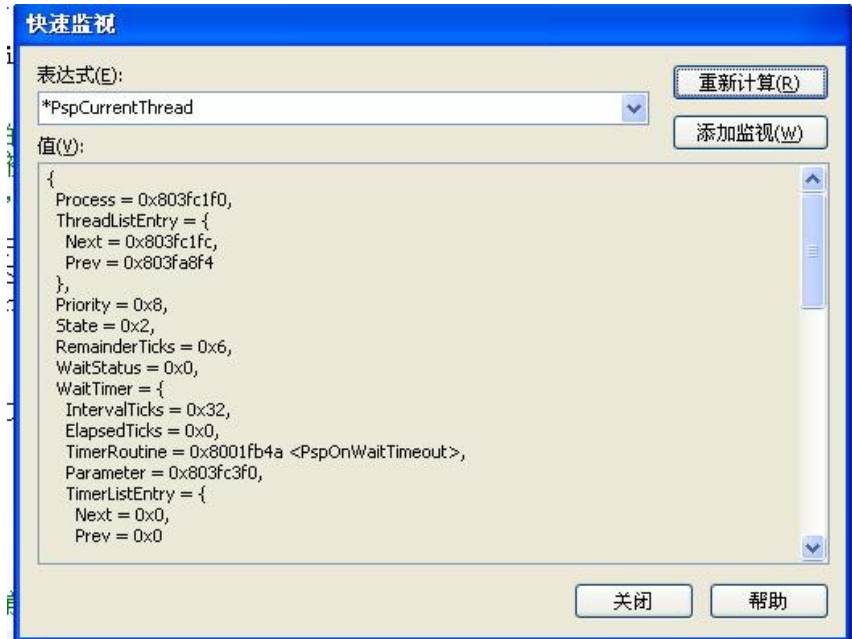 快速监视
表达式(E):
重新计算(R)
*PspCurrentThread
添加监视(W)
值(V):
{
Process = 0x803fc1f0,
ThreadListEntry = {
Next = 0x803fc1fc,
Prev = 0x803fa8f4
},
Priority = 0x8,
State = 0x2,
RemainderTicks = 0x6,
WaitStatus = 0x0,
WaitTimer = {
IntervalTicks = 0x32,
ElapsedTicks = 0x0,
TimerRoutine = 0x8001fb4a <PspOnWaitTimeout>,
Parameter = 0x803fc3f0,
TimerListEntry = {
Next = 0x0,
Prev = 0x0
关闭
帮助